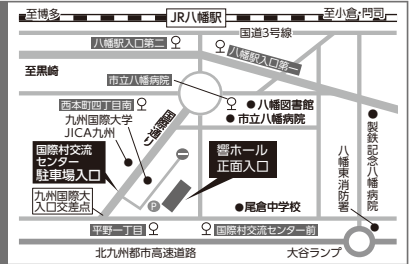 至博多
JR八幡駅
至小倉・門司
国道3号線
八幡駅入口第二
八幡駅入口第一
至黒崎
市立八幡病院
西本町四丁目南
国際通り
八幡図書館
市立八幡病院
九州国際大学
JICA九州
国際村交流
センター
駐車場入口
響ホール
正面入口
製鉄記念八幡病院
八幡東消防署
九州国際大
入口交差点
P
尾倉中学校
平野一丁目
国際村交流センター前
北九州都市高速道路
大谷ランプ